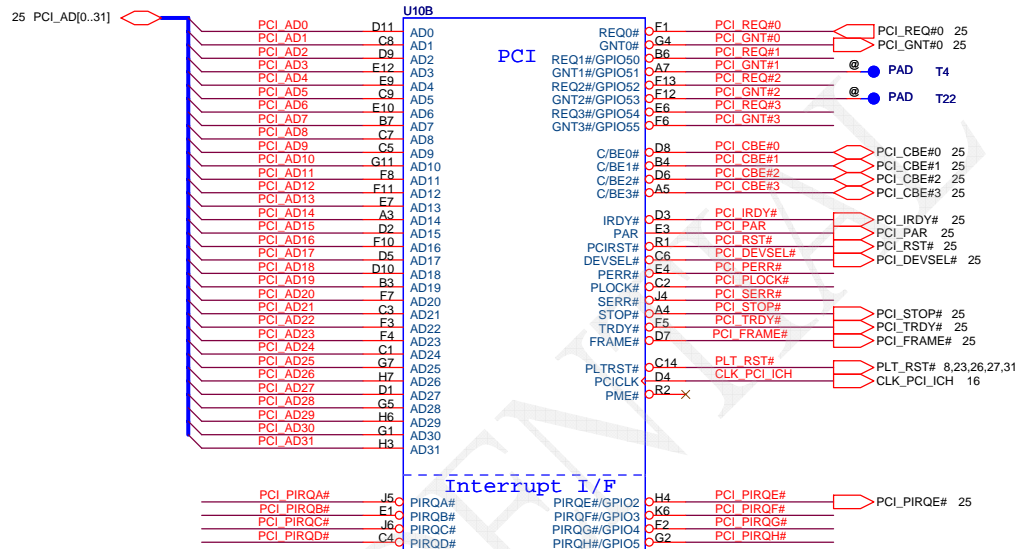 U10B
25 PCI_AD[0..31]
PCI
PCI_AD0 D11 AD0 REQ0# F1 PCI_REQ#0 PCI_REQ#0 25
PCI_AD1 C8 AD1 GNT0# G4 PCI_GNT#0 PCI_GNT#0 25
PCI_AD2 D9 AD2 REQ1#/GPIO50 B6 PCI_REQ#1
PCI_AD3 E12 AD3 GNT1#/GPIO51 A7 PCI_GNT#1 @ PAD T4
PCI_AD4 E9 AD4 REQ2#/GPIO52 F13 PCI_REQ#2
PCI_AD5 C9 AD5 GNT2#/GPIO53 F12 PCI_GNT#2 @ PAD T22
PCI_AD6 E10 AD6 REQ3#/GPIO54 E6 PCI_REQ#3
PCI_AD7 B7 AD7 GNT3#/GPIO55 F6 PCI_GNT#3
PCI_AD8 C7 AD8
PCI_AD9 C5 AD9 C/BE0# D8 PCI_CBE#0 PCI_CBE#0 25
PCI_AD10 G11 AD10 C/BE1# B4 PCI_CBE#1 PCI_CBE#1 25
PCI_AD11 F8 AD11 C/BE2# D6 PCI_CBE#2 PCI_CBE#2 25
PCI_AD12 F11 AD12 C/BE3# A5 PCI_CBE#3 PCI_CBE#3 25
PCI_AD13 E7 AD13
PCI_AD14 A3 AD14 IRDY# D3 PCI_IRDY# PCI_IRDY# 25
PCI_AD15 D2 AD15 PAR E3 PCI_PAR PCI_PAR 25
PCI_AD16 F10 AD16 PCIRST# R1 PCI_RST# PCI_RST# 25
PCI_AD17 D5 AD17 DEVSEL# C6 PCI_DEVSEL# PCI_DEVSEL# 25
PCI_AD18 D10 AD18 PERR# E4 PCI_PERR#
PCI_AD19 B3 AD19 PLOCK# C2 PCI_PLOCK#
PCI_AD20 F7 AD20 SERR# J4 PCI_SERR#
PCI_AD21 C3 AD21 STOP# A4 PCI_STOP# PCI_STOP# 25
PCI_AD22 F3 AD22 TRDY# F5 PCI_TRDY# PCI_TRDY# 25
PCI_AD23 F4 AD23 FRAME# D7 PCI_FRAME# PCI_FRAME# 25
PCI_AD24 C1 AD24
PCI_AD25 G7 AD25 PLTRST# C14 PLT_RST# PLT_RST# 8,23,26,27,31
PCI_AD26 H7 AD26 PCICLK D4 CLK_PCI_ICH CLK_PCI_ICH 16
PCI_AD27 D1 AD27 PME# R2
PCI_AD28 G5 AD28
PCI_AD29 H6 AD29
PCI_AD30 G1 AD30
PCI_AD31 H3 AD31
Interrupt I/F
PCI_PIRQA# J5 PIRQA# PIRQE#/GPIO2 H4 PCI_PIRQE# PCI_PIRQE# 25
PCI_PIRQB# E1 PIRQB# PIRQF#/GPIO3 K6 PCI_PIRQF#
PCI_PIRQC# J6 PIRQC# PIRQG#/GPIO4 F2 PCI_PIRQG#
PCI_PIRQD# C4 PIRQD# PIRQH#/GPIO5 G2 PCI_PIRQH#